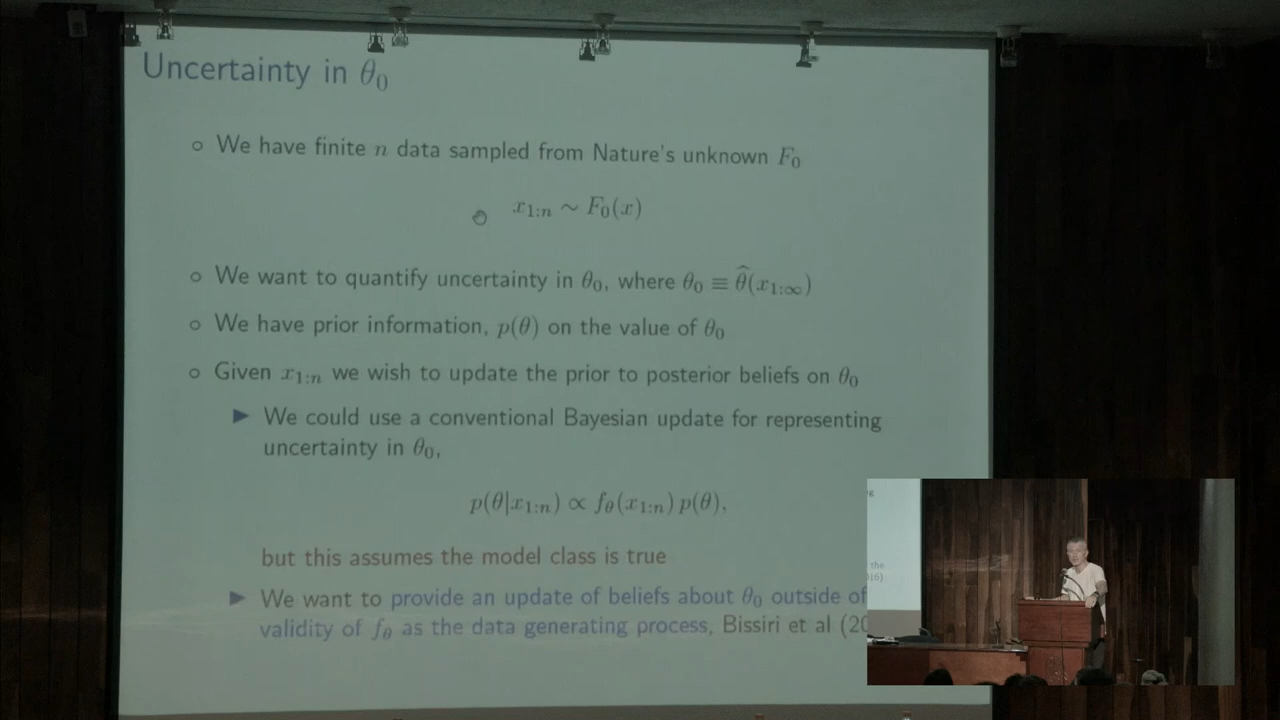 Uncertainty in θ₀
○ We have finite n data sampled from Nature's unknown F₀
x₁:ₙ ∼ F₀(x)
○ We want to quantify uncertainty in θ₀, where θ₀ ≡ θ̂(x₁:∞)
○ We have prior information, p(θ) on the value of θ₀
○ Given x₁:ₙ we wish to update the prior to posterior beliefs on θ₀
▶ We could use a conventional Bayesian update for representing
uncertainty in θ₀,
p(θ|x₁:ₙ) ∝ f_θ(x₁:ₙ) p(θ),
but this assumes the model class is true
▶ We want to provide an update of beliefs about θ₀ outside of
validity of f_θ as the data generating process, Bissiri et al (20
the
16)